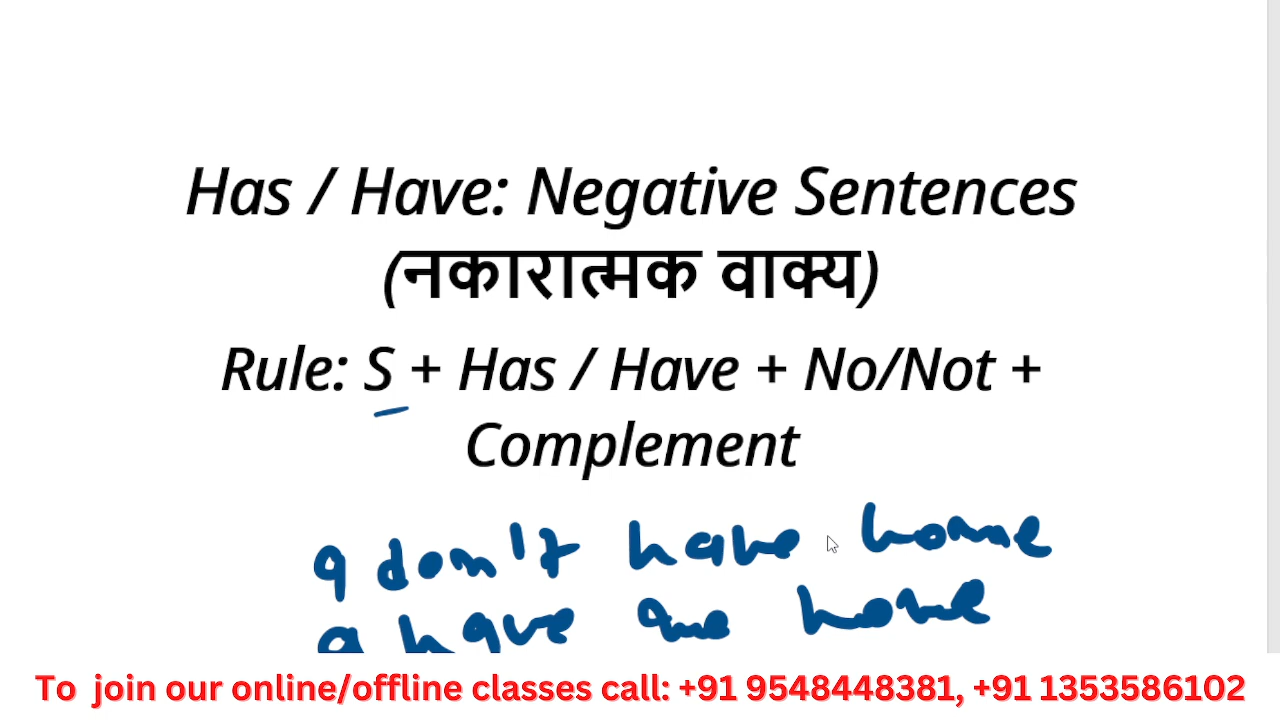 Has / Have: Negative Sentences
(नकारात्मक वाक्य)
Rule: S + Has / Have + No/Not +
Complement
I don't have home
I have home
To join our online/offline classes call: +91 9548448381, +91 1353586102